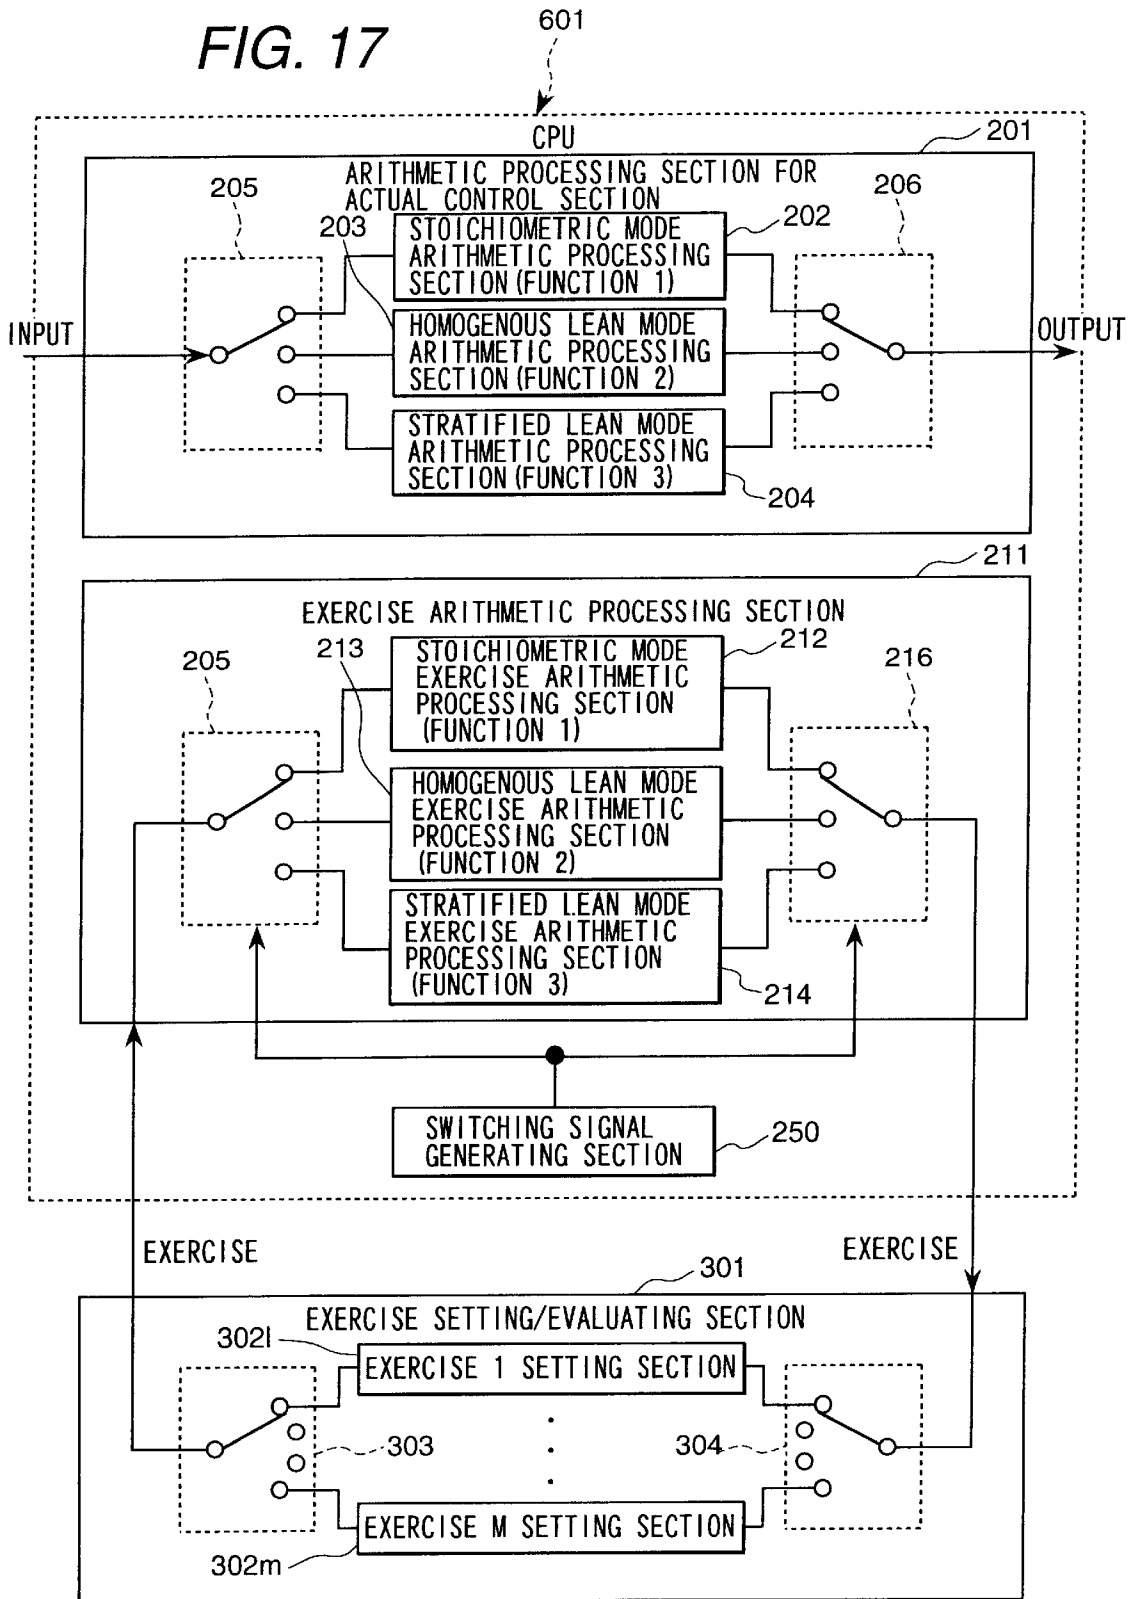 FIG. 17
601
CPU
201
ARITHMETIC PROCESSING SECTION FOR
ACTUAL CONTROL SECTION
205
203
202
206
STOICHIOMETRIC MODE
ARITHMETIC PROCESSING
SECTION (FUNCTION 1)
INPUT
HOMOGENOUS LEAN MODE
ARITHMETIC PROCESSING
SECTION (FUNCTION 2)
OUTPUT
STRATIFIED LEAN MODE
ARITHMETIC PROCESSING
SECTION (FUNCTION 3)
204
211
EXERCISE ARITHMETIC PROCESSING SECTION
205
213
212
216
STOICHIOMETRIC MODE
EXERCISE ARITHMETIC
PROCESSING SECTION
(FUNCTION 1)
HOMOGENOUS LEAN MODE
EXERCISE ARITHMETIC
PROCESSING SECTION
(FUNCTION 2)
STRATIFIED LEAN MODE
EXERCISE ARITHMETIC
PROCESSING SECTION
(FUNCTION 3)
214
SWITCHING SIGNAL
GENERATING SECTION
250
EXERCISE
EXERCISE
301
EXERCISE SETTING/EVALUATING SECTION
302l
EXERCISE 1 SETTING SECTION
303
304
EXERCISE M SETTING SECTION
302m